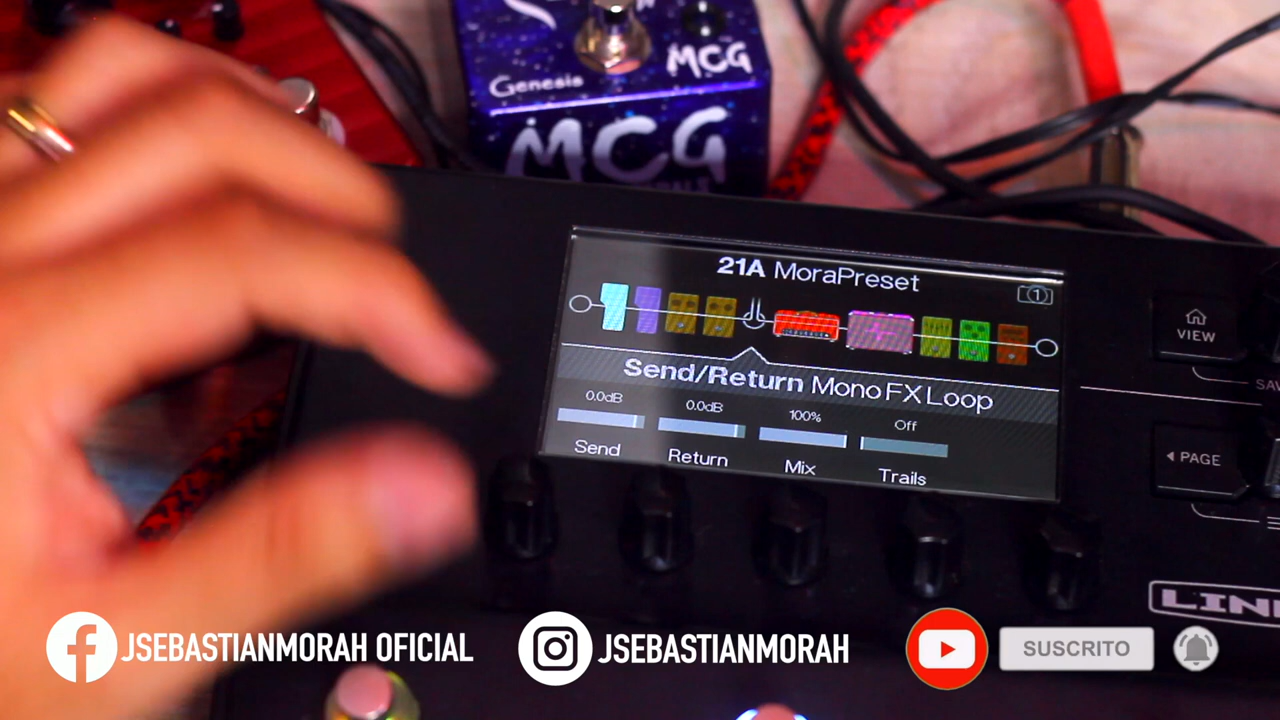 Genesis
MCG
MCG
21A MoraPreset
1
Send/Return Mono FX Loop
0.0dB
0.0dB
100%
Off
Send
Return
Mix
Trails
VIEW
PAGE
JSEBASTIANMORAH OFICIAL
JSEBASTIANMORAH
SUSCRITO